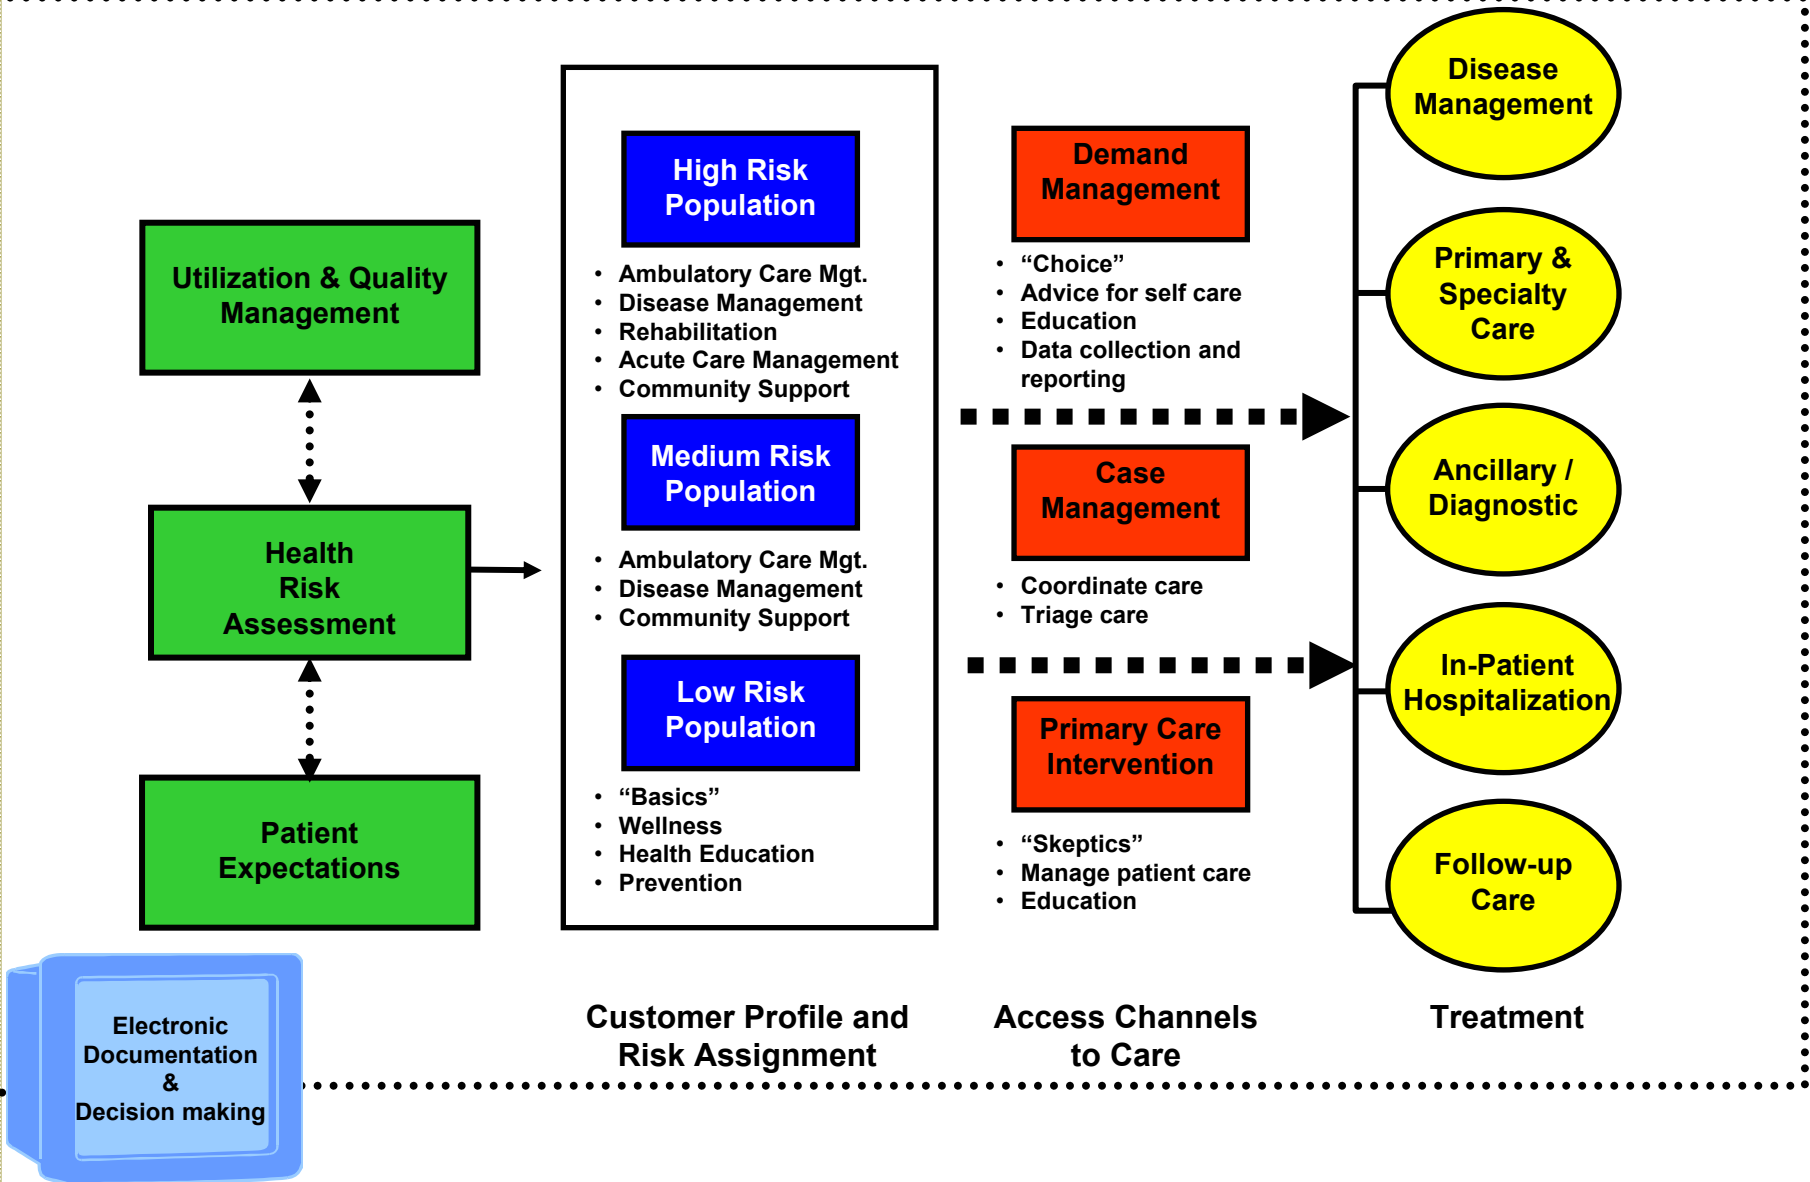 Utilization & Quality
Management
Health
Risk
Assessment
Patient
Expectations
Electronic
Documentation
&
Decision making
High Risk
Population
• Ambulatory Care Mgt.
• Disease Management
• Rehabilitation
• Acute Care Management
• Community Support
Medium Risk
Population
• Ambulatory Care Mgt.
• Disease Management
• Community Support
Low Risk
Population
• “Basics”
• Wellness
• Health Education
• Prevention
Customer Profile and
Risk Assignment
Demand
Management
• “Choice”
• Advice for self care
• Education
• Data collection and
reporting
Case
Management
• Coordinate care
• Triage care
Primary Care
Intervention
• “Skeptics”
• Manage patient care
• Education
Access Channels
to Care
Disease
Management
Primary &
Specialty
Care
Ancillary /
Diagnostic
In-Patient
Hospitalization
Follow-up
Care
Treatment